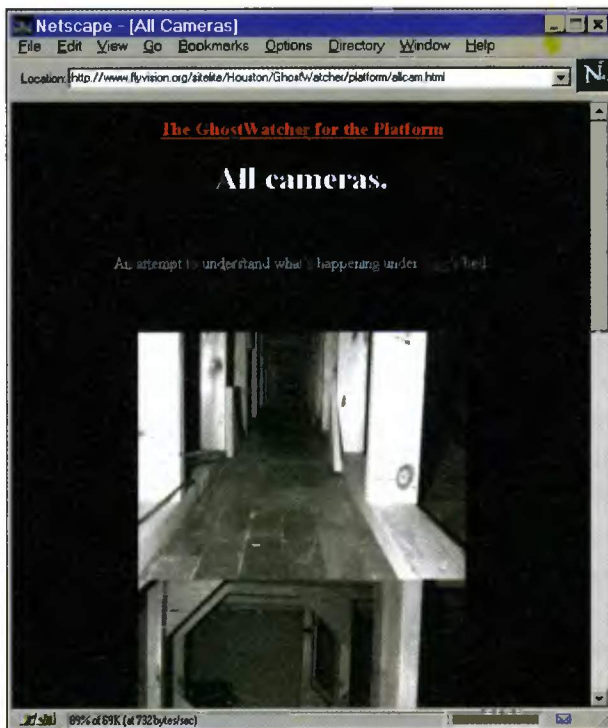 Netscape - [All Cameras]
File Edit View Go Bookmarks Options Directory Window Help
Location: http://www.flyvision.org/sitelite/Houston/GhostWatcher/platform/allcam.html
N
The GhostWatcher for the Platform
All cameras.
An attempt to understand what's happening under bed
89% of 69K (at 732 bytes/sec)